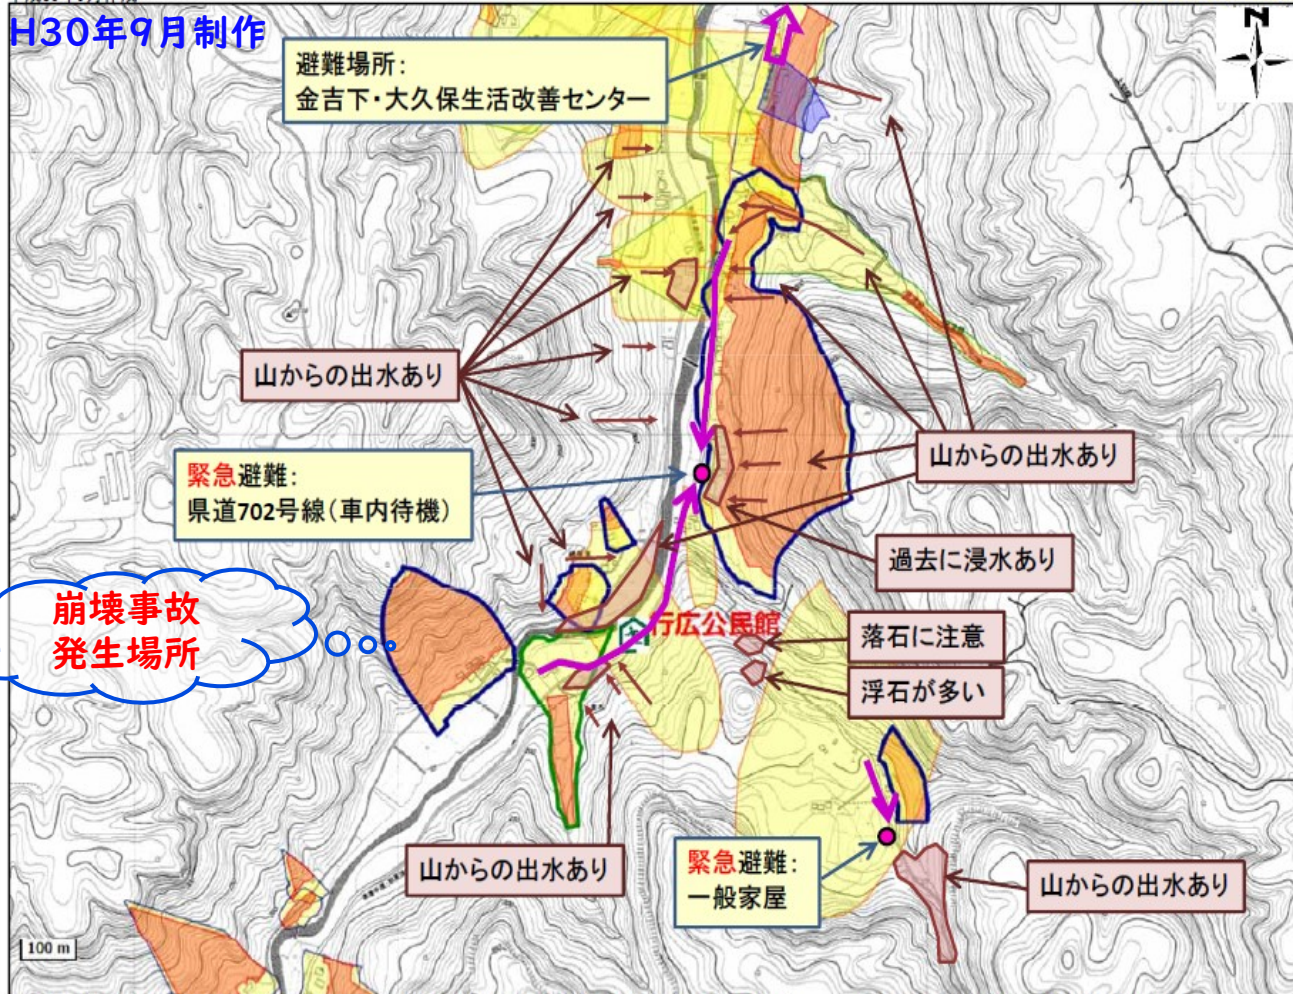 H30年9月制作
N
避難場所:
金吉下・大久保生活改善センター
山からの出水あり
山からの出水あり
緊急避難:
県道702号線(車内待機)
過去に浸水あり
崩壊事故
発生場所
行広公民館
落石に注意
浮石が多い
山からの出水あり
緊急避難:
一般家屋
山からの出水あり
100 m